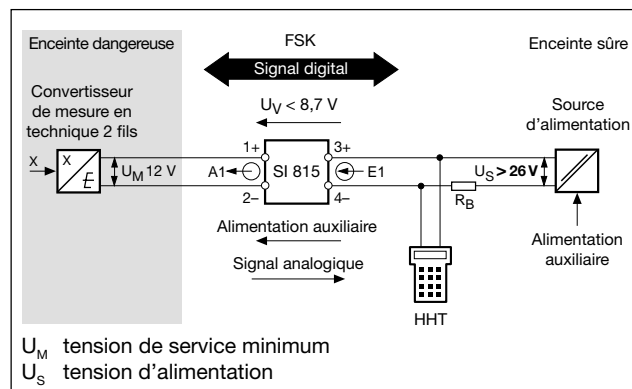 Enceinte dangereuse
FSK
Enceinte sûre
Signal digital
Convertisseur
de mesure en
technique 2 fils
U_V < 8,7 V
Source
d'alimentation
1+
3+
X
X
E
U_M 12 V
A1
SI 815
E1
U_S > 26 V
2–
4–
R_B
Alimentation auxiliaire
Signal analogique
Alimentation
auxiliaire
HHT
U_M tension de service minimum
U_S tension d'alimentation